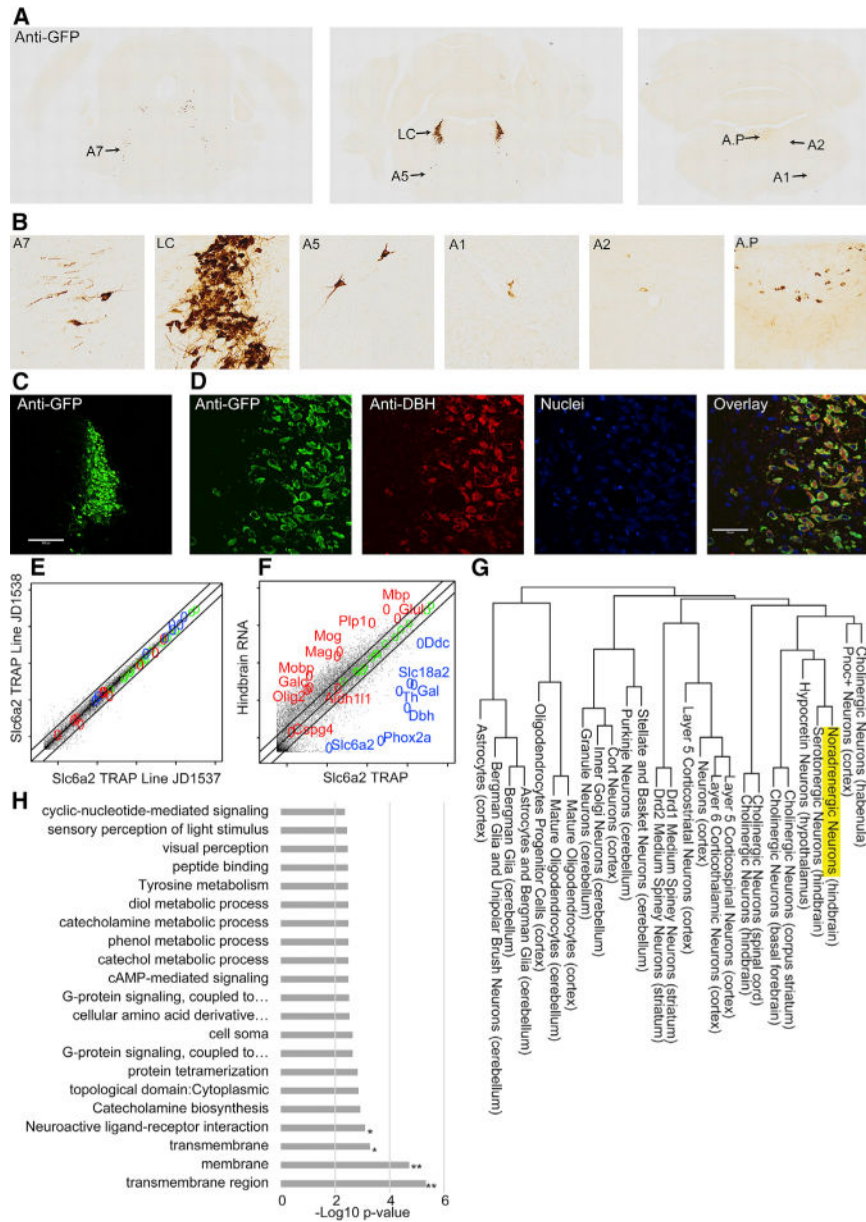 A
Anti-GFP
A7
LC
A5
A.P
A2
A1
B
A7
LC
A5
A1
A2
A.P
C
Anti-GFP
D
Anti-GFP
Anti-DBH
Nuclei
Overlay
E
Slc6a2 TRAP Line JD1538
Slc6a2 TRAP Line JD1537
F
Hindbrain RNA
Mbp
Plp1
Glul
Mog
Mag
Ddc
Mobp
Galc
Olig2
Aldh1l1
Slc18a2
Th
Gal
Dbh
Cspg4
Slc6a2
Phox2a
Slc6a2 TRAP
G
Astrocytes (cortex)
Bergman Glia and Unipolar Brush Neurons (cerebellum)
Bergman Glia (cerebellum)
Astrocytes and Bergman Glia (cerebellum)
Oligodendrocytes Progenitor Cells (cortex)
Mature Oligodendrocytes (cerebellum)
Mature Oligodendrocytes (cortex)
Granule Neurons (cerebellum)
Inner Golgi Neurons (cerebellum)
Cort Neurons (cortex)
Purkinje Neurons (cerebellum)
Stellate and Basket Neurons (cerebellum)
Drd2 Medium Spiney Neurons (striatum)
Drd1 Medium Spiney Neurons (striatum)
Layer 5 Corticostriatal Neurons (cortex)
Neurons (cortex)
Layer 6 Corticothalamic Neurons (cortex)
Layer 5 Corticospinal Neurons (cortex)
Cholinergic Neurons (hindbrain)
Cholinergic Neurons (spinal cord)
Cholinergic Neurons (basal forebrain)
Cholinergic Neurons (corpus striatum)
Hypocretin Neurons (hypothalamus)
Serotonergic Neurons (hindbrain)
Noradrenergic Neurons (hindbrain)
Pnoc+ Neurons (cortex)
Cholinergic Neurons (habenula)
H
cyclic-nucleotide-mediated signaling
sensory perception of light stimulus
visual perception
peptide binding
Tyrosine metabolism
diol metabolic process
catecholamine metabolic process
phenol metabolic process
catechol metabolic process
cAMP-mediated signaling
G-protein signaling, coupled to…
cellular amino acid derivative…
cell soma
G-protein signaling, coupled to…
protein tetramerization
topological domain:Cytoplasmic
Catecholamine biosynthesis
Neuroactive ligand-receptor interaction *
transmembrane *
membrane **
transmembrane region **
0 2 4 6
-Log10 p-value